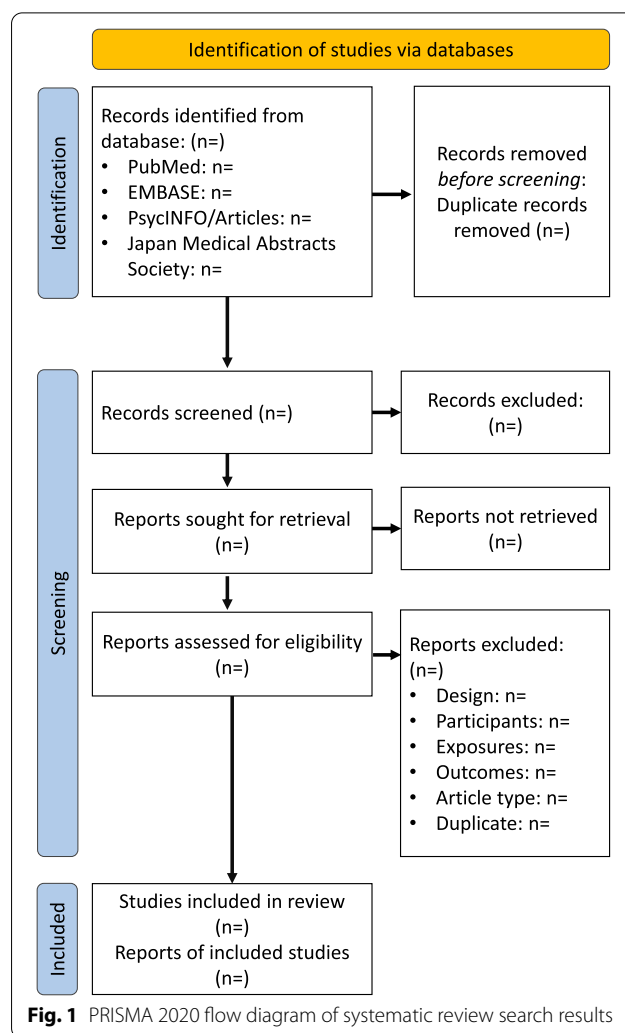 Identification of studies via databases
Identification
Records identified from
database: (n=)
• PubMed: n=
• EMBASE: n=
• PsycINFO/Articles: n=
• Japan Medical Abstracts
Society: n=
Records removed
before screening:
Duplicate records
removed (n=)
Screening
Records screened (n=)
Records excluded:
(n=)
Reports sought for retrieval
(n=)
Reports not retrieved
(n=)
Reports assessed for eligibility
(n=)
Reports excluded:
(n=)
• Design: n=
• Participants: n=
• Exposures: n=
• Outcomes: n=
• Article type: n=
• Duplicate: n=
Included
Studies included in review
(n=)
Reports of included studies
(n=)
Fig. 1 PRISMA 2020 flow diagram of systematic review search results